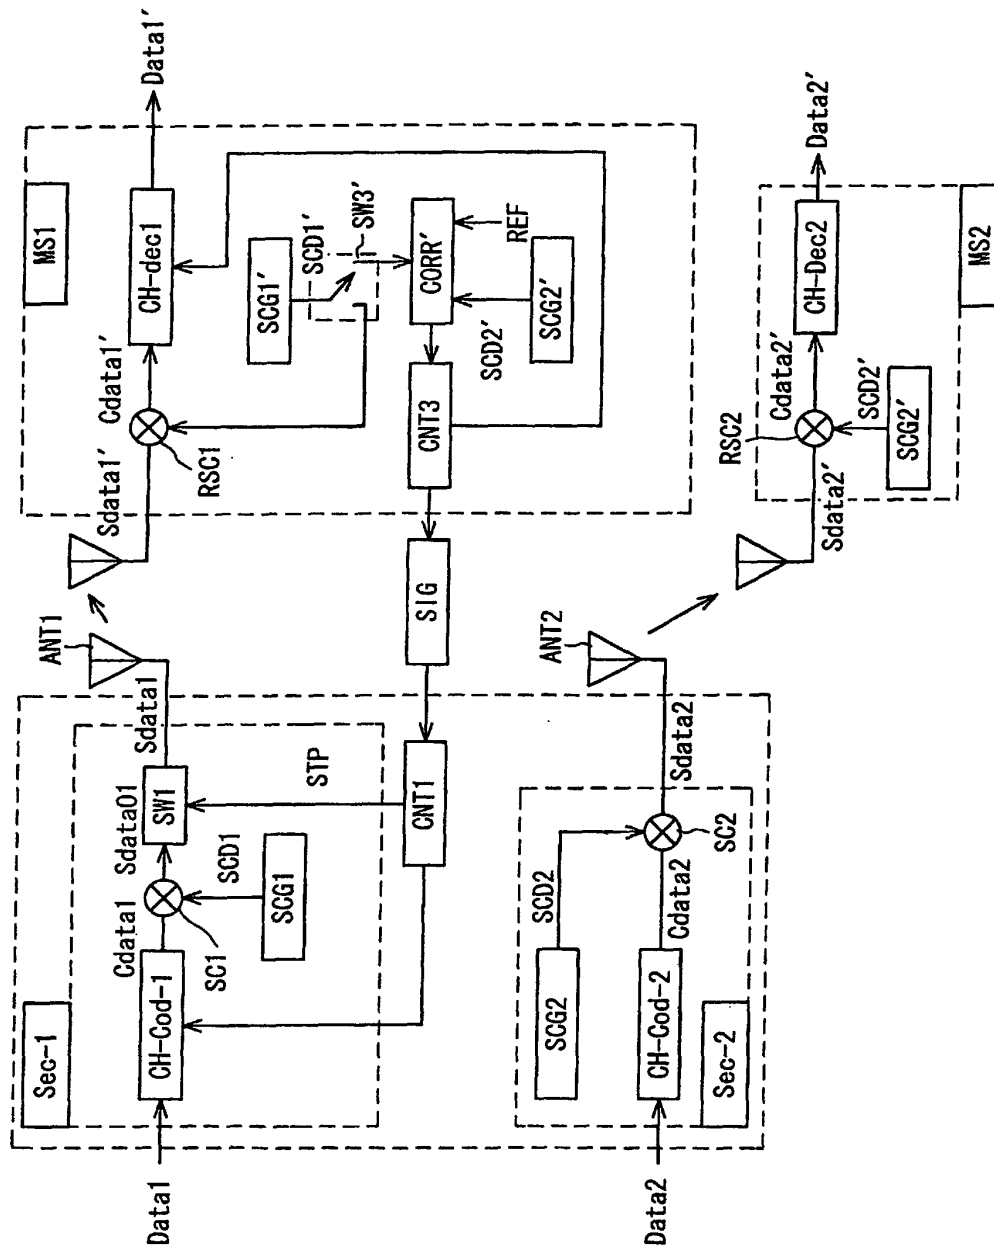 Data1
Sec-1
CH-Cod-1
Cdata1
SC1
SCD1
SCG1
Sdata01
SW1
Sdata1
STP
CNT1
ANT1
SIG
Sdata1'
RSC1
Cdata1'
CH-dec1
Data1'
MS1
SCG1'
SCD1'
SW3'
CORR'
REF
SCD2'
SCG2'
CNT3
Data2
Sec-2
CH-Cod-2
Cdata2
SCG2
SCD2
SC2
Sdata2
ANT2
Sdata2'
RSC2
Cdata2'
SCD2'
SCG2'
CH-Dec2
Data2'
MS2